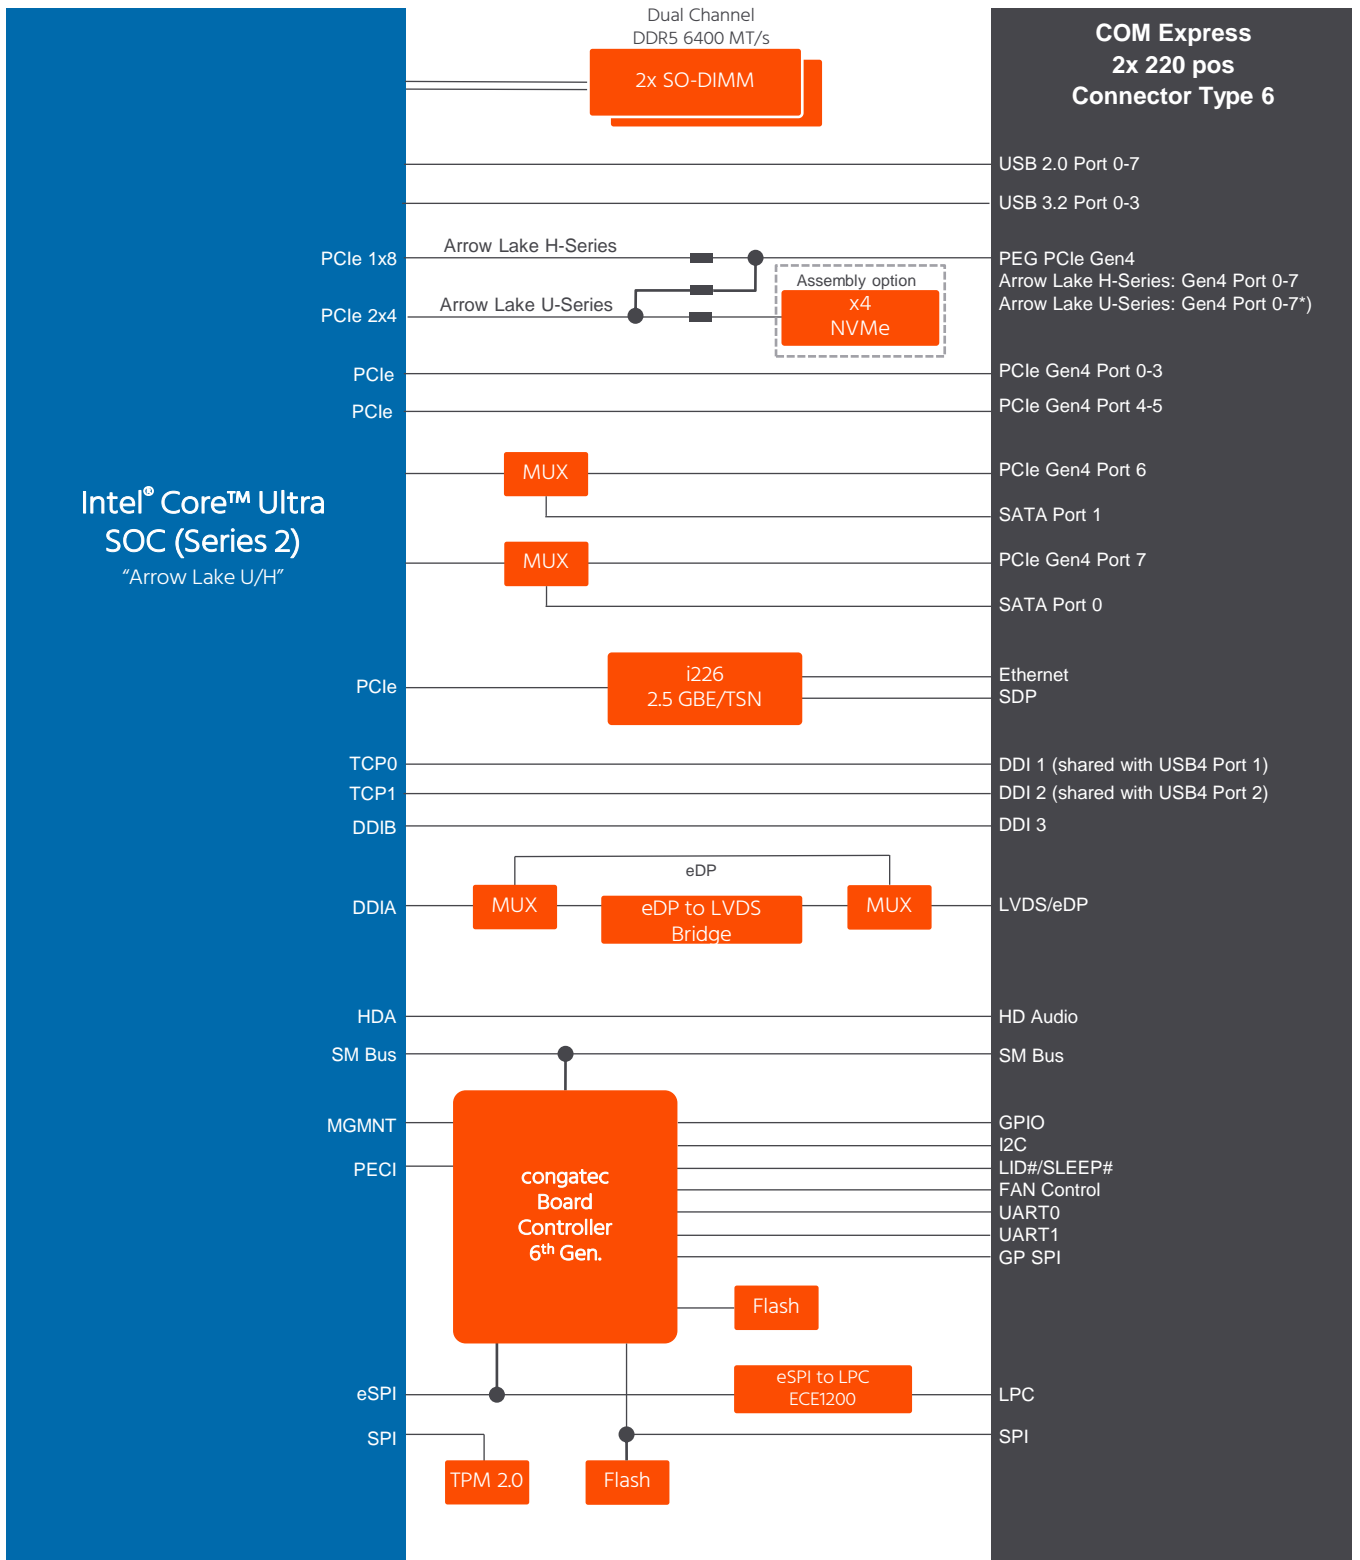 Dual Channel
DDR5 6400 MT/s
2x SO-DIMM
COM Express
2x 220 pos
Connector Type 6
USB 2.0 Port 0-7
USB 3.2 Port 0-3
PCIe 1x8
Arrow Lake H-Series
PEG PCIe Gen4
Arrow Lake H-Series: Gen4 Port 0-7
Arrow Lake U-Series: Gen4 Port 0-7*)
PCIe 2x4
Arrow Lake U-Series
Assembly option
x4
NVMe
PCIe
PCIe Gen4 Port 0-3
PCIe
PCIe Gen4 Port 4-5
MUX
PCIe Gen4 Port 6
SATA Port 1
Intel® Core™ Ultra
SOC (Series 2)
“Arrow Lake U/H”
MUX
PCIe Gen4 Port 7
SATA Port 0
PCIe
i226
2.5 GBE/TSN
Ethernet
SDP
TCP0
DDI 1 (shared with USB4 Port 1)
TCP1
DDI 2 (shared with USB4 Port 2)
DDIB
DDI 3
eDP
DDIA
MUX
eDP to LVDS
Bridge
MUX
LVDS/eDP
HDA
HD Audio
SM Bus
SM Bus
MGMNT
PECI
congatec
Board
Controller
6th Gen.
GPIO
I2C
LID#/SLEEP#
FAN Control
UART0
UART1
GP SPI
Flash
eSPI
eSPI to LPC
ECE1200
LPC
SPI
SPI
TPM 2.0
Flash